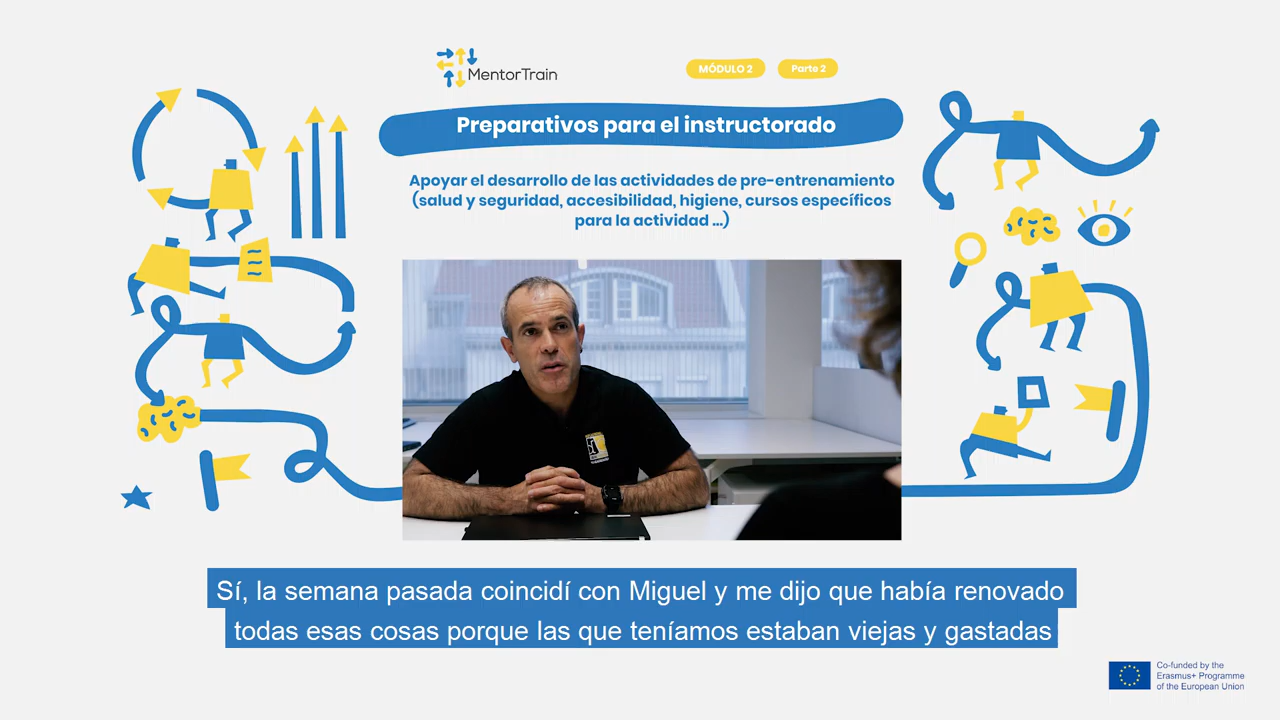 MentorTrain
MÓDULO 2
Parte 2
Preparativos para el instructorado
Apoyar el desarrollo de las actividades de pre-entrenamiento
(salud y seguridad, accesibilidad, higiene, cursos específicos
para la actividad ...)
Sí, la semana pasada coincidí con Miguel y me dijo que había renovado
todas esas cosas porque las que teníamos estaban viejas y gastadas
Co-funded by the
Erasmus+ Programme
of the European Union